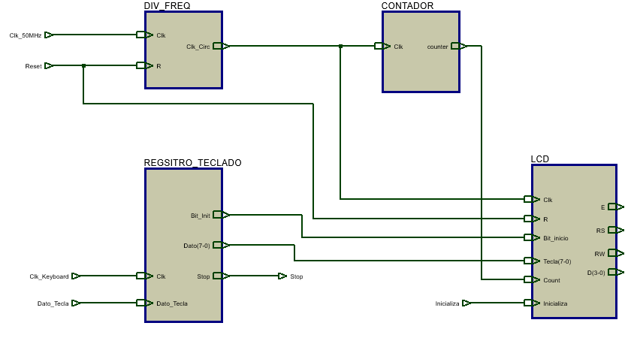 DIV_FREQ
CONTADOR
Clk_50MHz
Clk
Clk_Circ
Clk
counter
Reset
R
REGSITRO_TECLADO
LCD
Clk
E
Bit_Init
R
RS
Bit_inicio
Dato(7-0)
RW
Tecla(7-0)
D(3-0)
Clk_Keyboard
Clk
Stop
Stop
Count
Dato_Tecla
Dato_Tecla
Inicializa
Inicializa